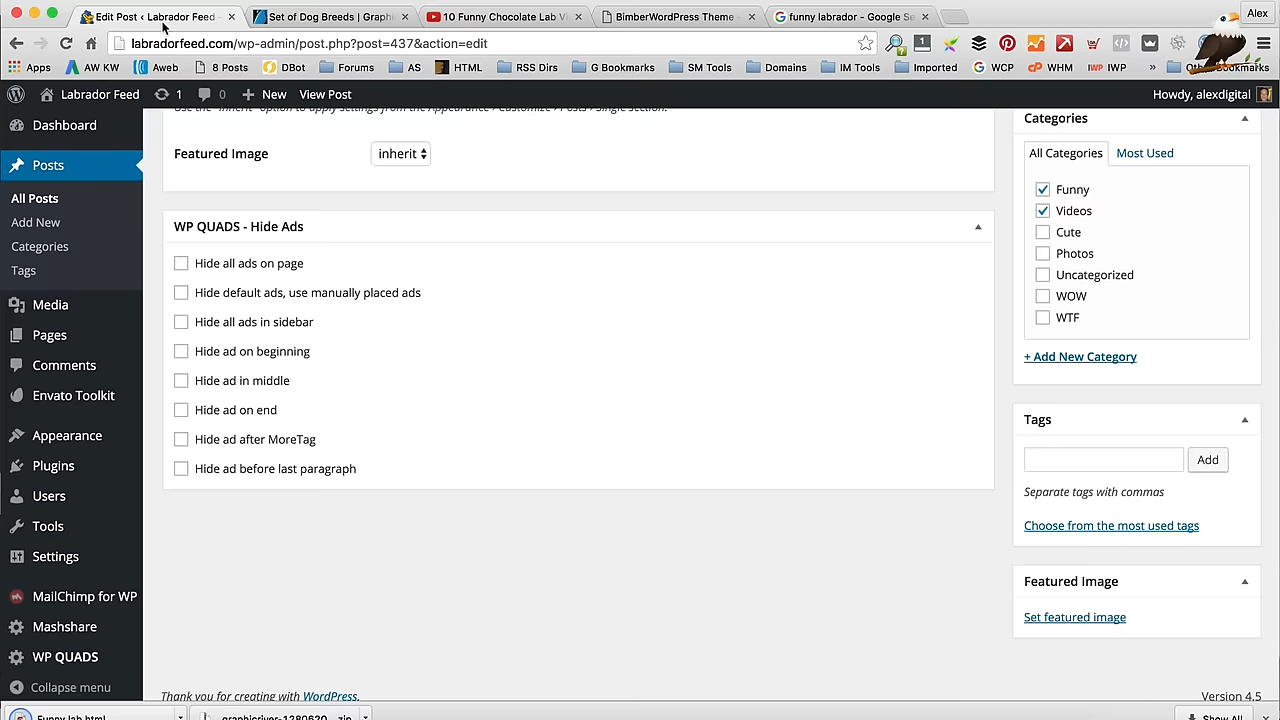 Edit Post ‹ Labrador Feed
Set of Dog Breeds | Graphi
10 Funny Chocolate Lab Vi
BimberWordPress Theme -
funny labrador - Google Se
Alex
labradorfeed.com/wp-admin/post.php?post=437&action=edit
Apps
AW KW
Aweb
8 Posts
DBot
Forums
AS
HTML
RSS DIR
G Bookmarks
SM Tools
Domains
IM Tools
Imported
WCP
WHM
IWP
»
Labrador Feed
1
0
New
View Post
Howdy, alexdigital
Dashboard
Posts
All Posts
Add New
Categories
Tags
Media
Pages
Comments
Envato Toolkit
Appearance
Plugins
Users
Tools
Settings
MailChimp for WP
Mashshare
WP QUADS
Collapse menu
Use the "inherit" option to apply settings from the Appearance > Customize > Posts > Single section.
Featured Image
inherit
WP QUADS - Hide Ads
Hide all ads on page
Hide default ads, use manually placed ads
Hide all ads in sidebar
Hide ad on beginning
Hide ad in middle
Hide ad on end
Hide ad after MoreTag
Hide ad before last paragraph
Categories
All Categories
Most Used
Funny
Videos
Cute
Photos
Uncategorized
WOW
WTF
+ Add New Category
Tags
Add
Separate tags with commas
Choose from the most used tags
Featured Image
Set featured image
Thank you for creating with WordPress.
Version 4.5
Funny lab.html
graphicriver-1280620....zip
Show All